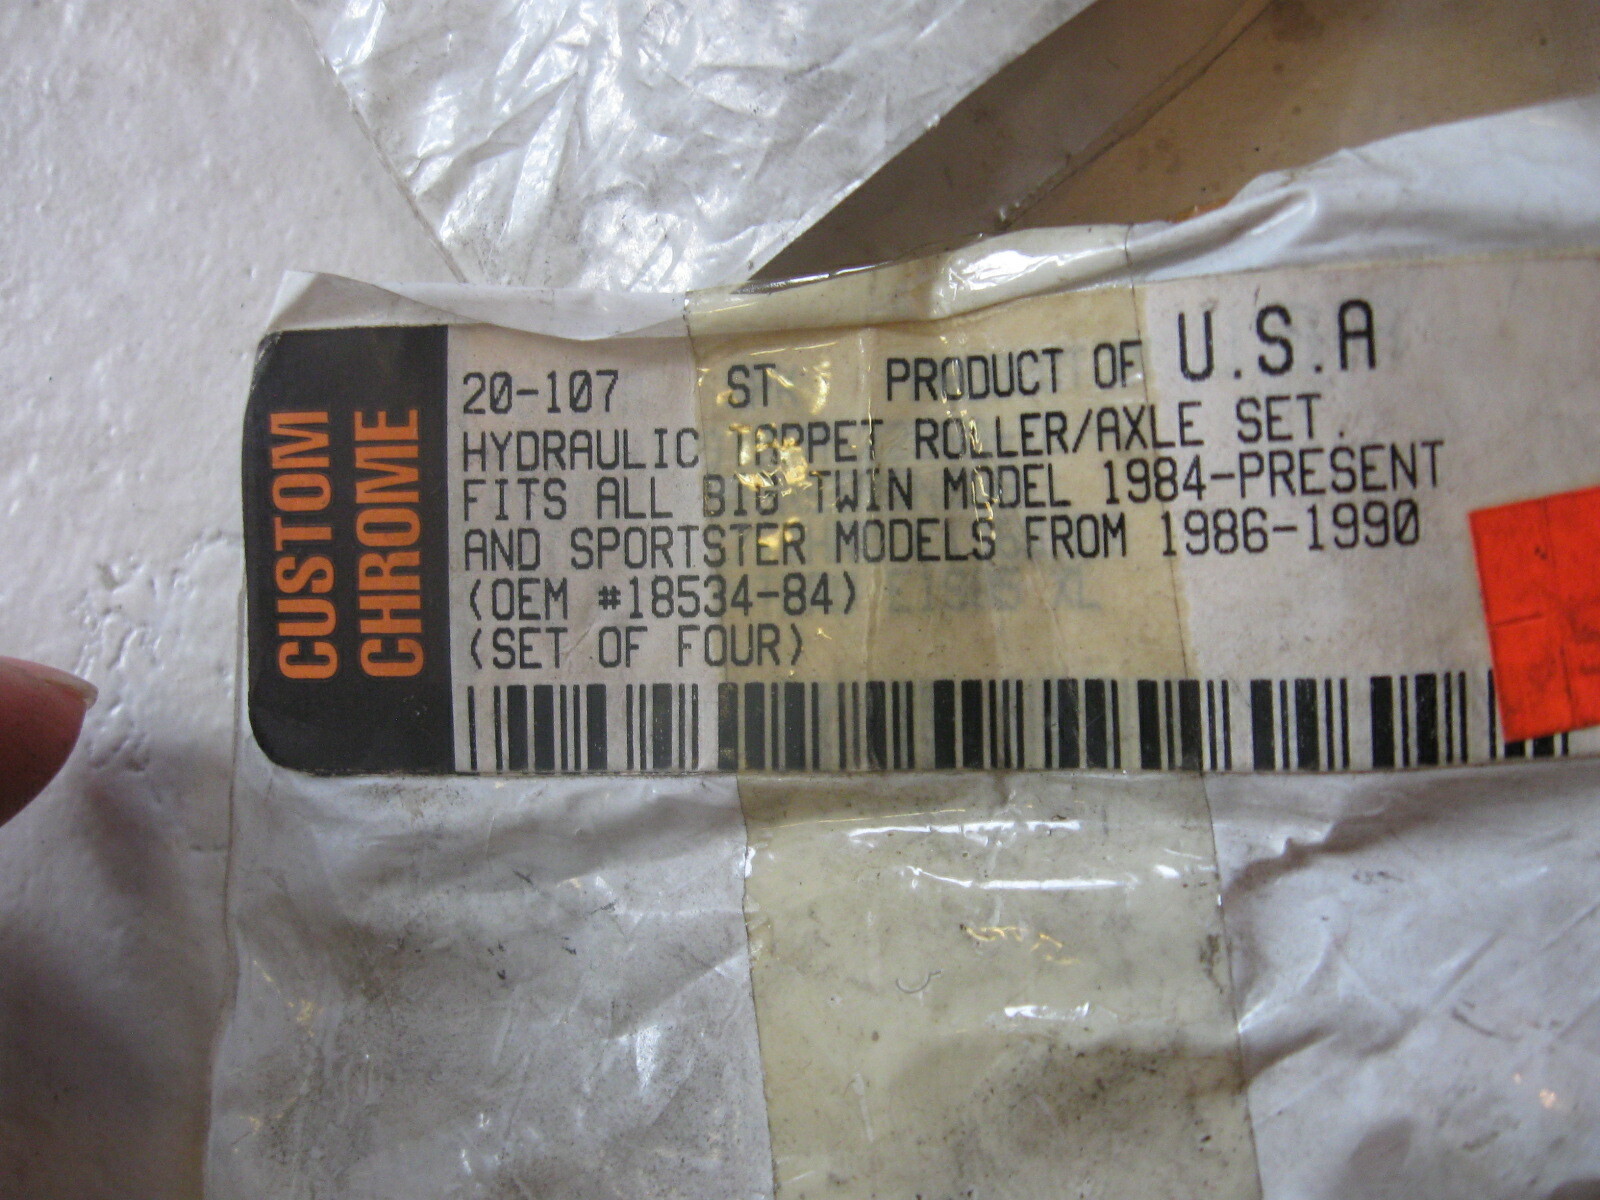 CUSTOM
CHROME
20-107 ST PRODUCT OF U.S.A
HYDRAULIC TAPPET ROLLER/AXLE SET.
FITS ALL BIG TWIN MODEL 1984-PRESENT
AND SPORTSTER MODELS FROM 1986-1990
(OEM #18534-84)
(SET OF FOUR)